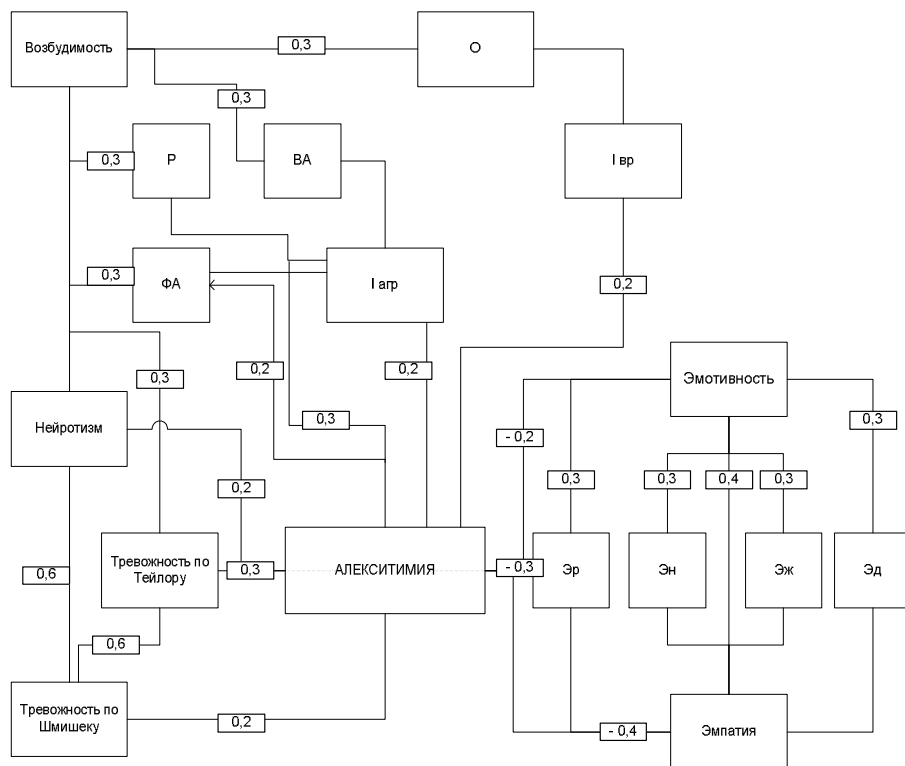 Возбудимость
0,3
О
0,3
0,3
Р
ВА
I вр
0,3
ФА
I агр
0,2
0,3
0,2
0,2
Эмотивность
Нейротизм
0,3
- 0,2
0,3
0,2
0,3
0,3
0,4
0,3
0,6
Тревожность по
Тейлору
0,3
АЛЕКСИТИМИЯ
- 0,3
Эр
Эн
Эж
Эд
0,6
Тревожность по
Шмишеку
0,2
- 0,4
Эмпатия